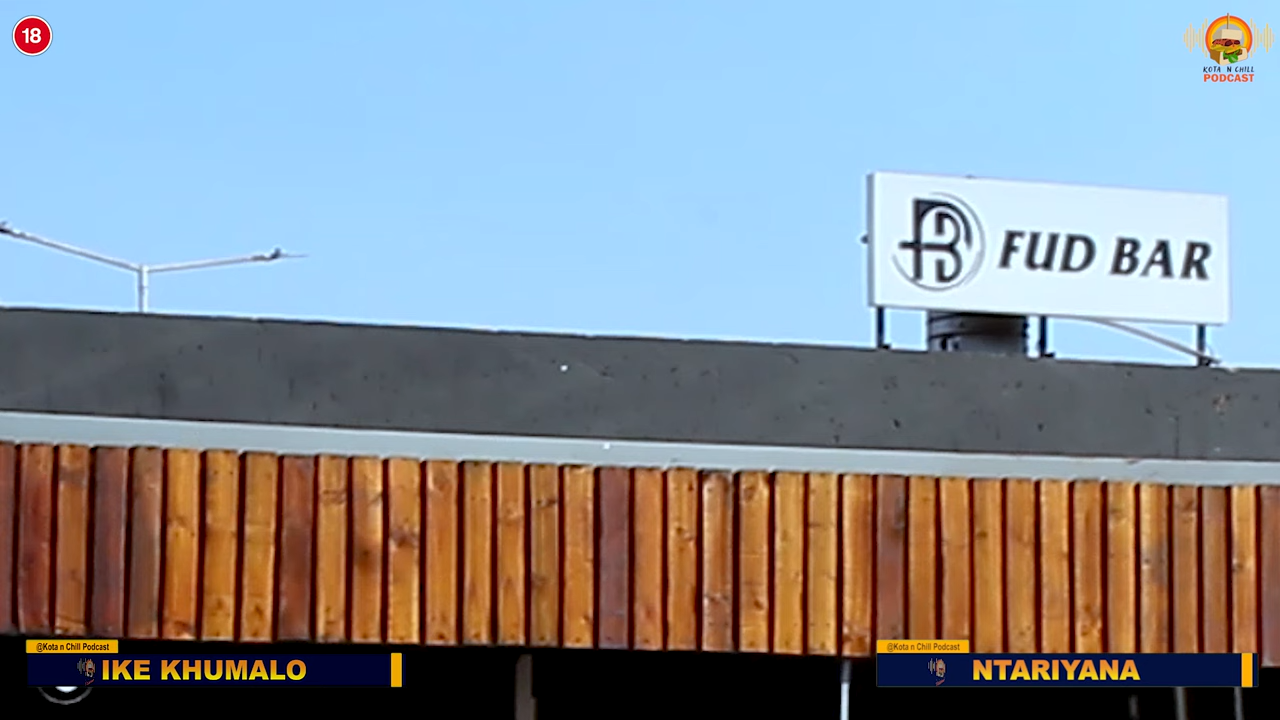 18
KOTA N CHILL
PODCAST
FUD BAR
@Kota n Chill Podcast
IKE KHUMALO
@Kota n Chill Podcast
NTARIYANA